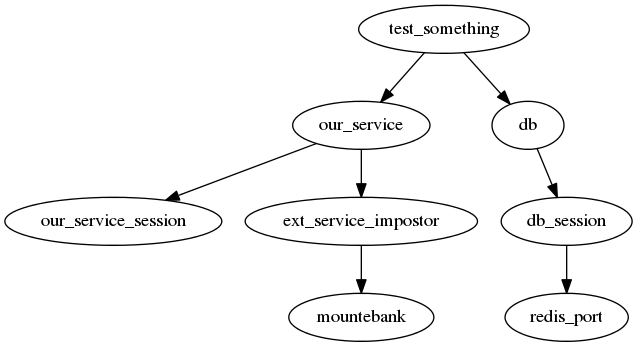 test_something
our_service
db
our_service_session
ext_service_impostor
db_session
mountebank
redis_port